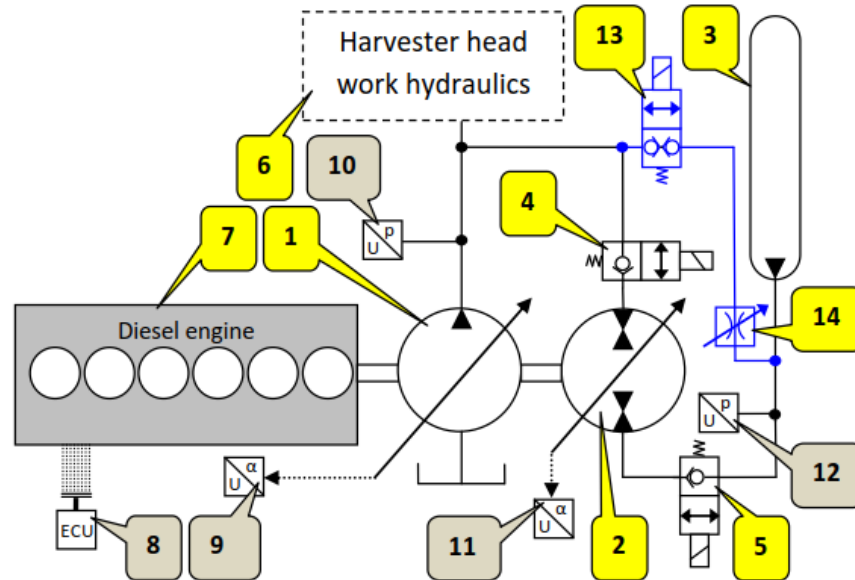 Harvester head
work hydraulics
13
3
6
10
4
7
1
p
U
Diesel engine
14
p
U
α
U
α
U
12
ECU
8
9
11
2
5